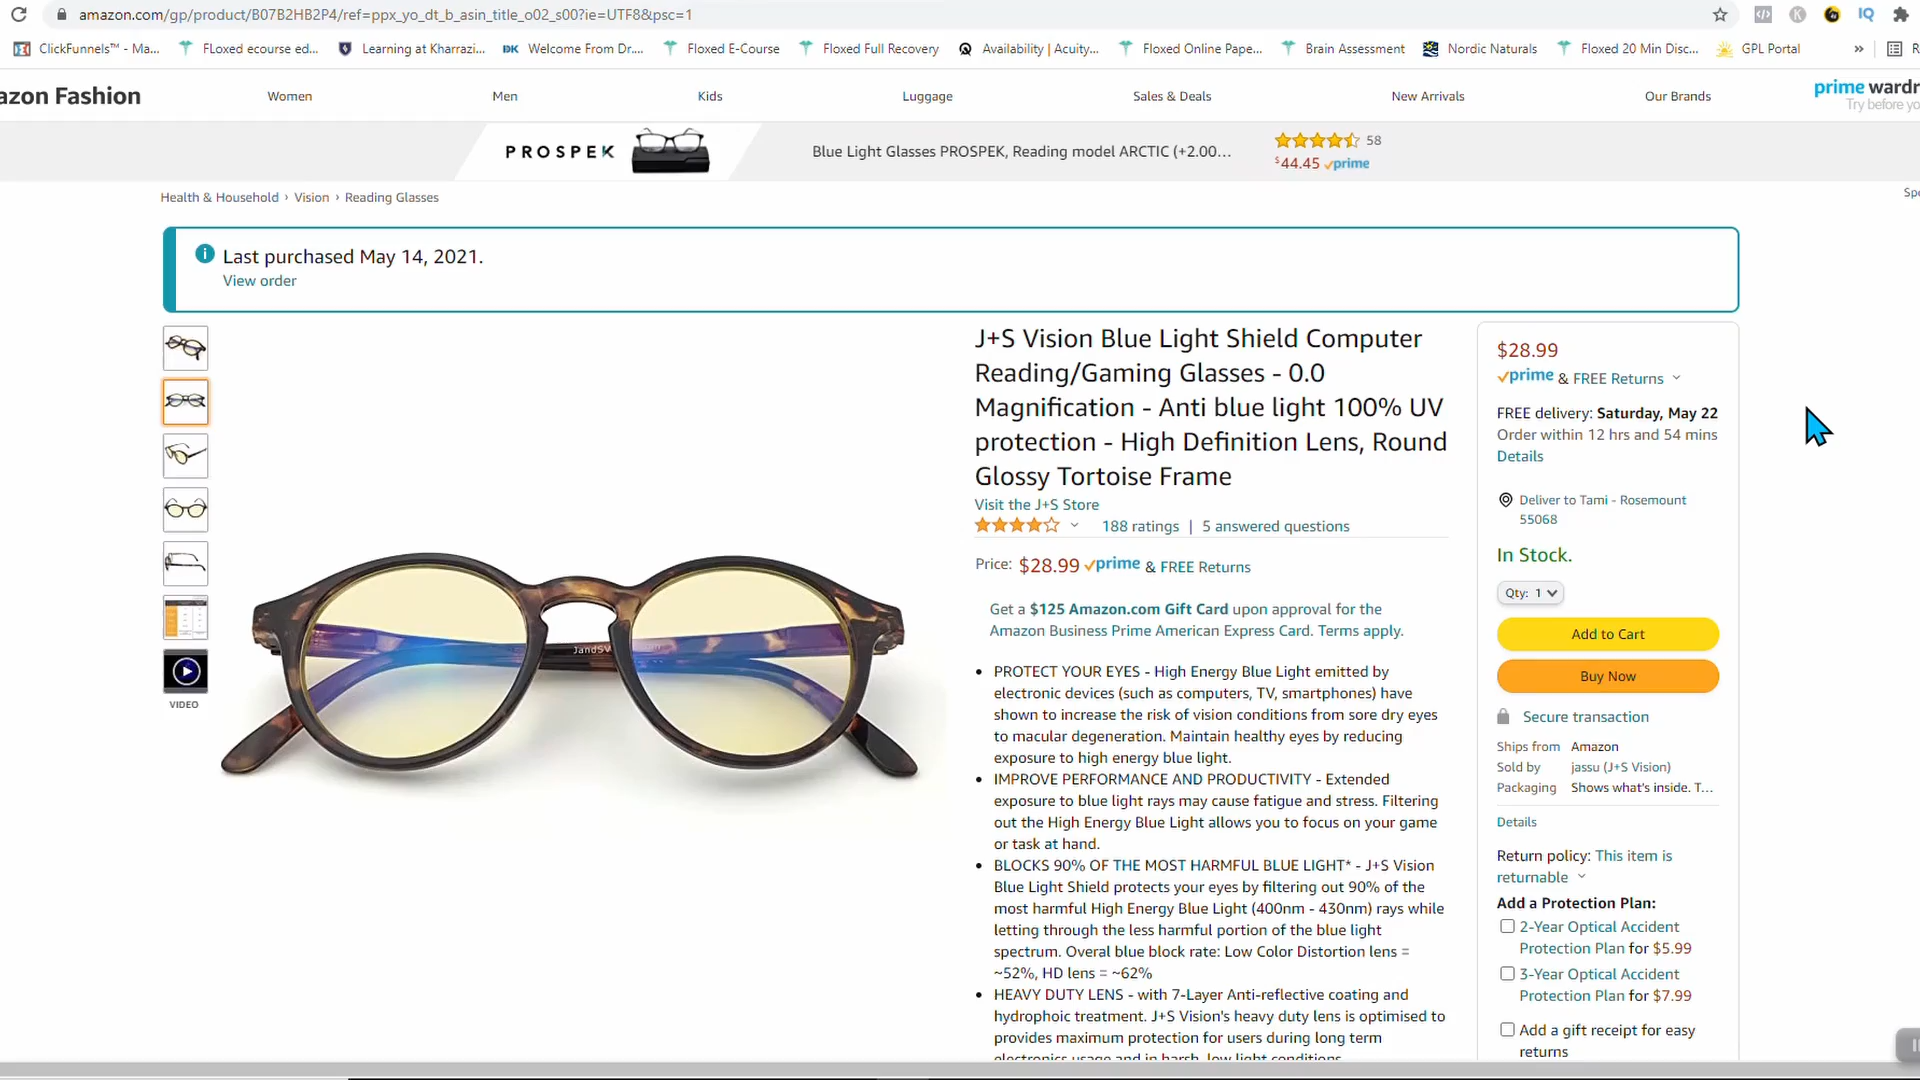 amazon.com/gp/product/B07B2HB2P4/ref=ppx_yo_dt_b_asin_title_o02_s00?ie=UTF8&psc=1
ClickFunnels™ - Ma... FLoxed ecourse ed... Learning at Kharrazi... DK Welcome From Dr.... Floxed E-Course Floxed Full Recovery Availability | Acuity... Floxed Online Pape... Brain Assessment Nordic Naturals Floxed 20 Min Disc... GPL Portal »
azon Fashion Women Men Kids Luggage Sales & Deals New Arrivals Our Brands prime wardr
Try before yo
PROSPEK Blue Light Glasses PROSPEK, Reading model ARCTIC (+2.00... 58
$44.45 prime
Health & Household › Vision › Reading Glasses
Last purchased May 14, 2021.
View order
VIDEO
JandSV
J+S Vision Blue Light Shield Computer
Reading/Gaming Glasses - 0.0
Magnification - Anti blue light 100% UV
protection - High Definition Lens, Round
Glossy Tortoise Frame
Visit the J+S Store
188 ratings | 5 answered questions
Price: $28.99 prime & FREE Returns
Get a $125 Amazon.com Gift Card upon approval for the
Amazon Business Prime American Express Card. Terms apply.
• PROTECT YOUR EYES - High Energy Blue Light emitted by
electronic devices (such as computers, TV, smartphones) have
shown to increase the risk of vision conditions from sore dry eyes
to macular degeneration. Maintain healthy eyes by reducing
exposure to high energy blue light.
• IMPROVE PERFORMANCE AND PRODUCTIVITY - Extended
exposure to blue light rays may cause fatigue and stress. Filtering
out the High Energy Blue Light allows you to focus on your game
or task at hand.
• BLOCKS 90% OF THE MOST HARMFUL BLUE LIGHT* - J+S Vision
Blue Light Shield protects your eyes by filtering out 90% of the
most harmful High Energy Blue Light (400nm - 430nm) rays while
letting through the less harmful portion of the blue light
spectrum. Overal blue block rate: Low Color Distortion lens =
~52%, HD lens = ~62%
• HEAVY DUTY LENS - with 7-Layer Anti-reflective coating and
hydrophoic treatment. J+S Vision's heavy duty lens is optimised to
provides maximum protection for users during long term
electronics usage and in harsh, low light conditions.
$28.99
prime & FREE Returns
FREE delivery: Saturday, May 22
Order within 12 hrs and 54 mins
Details
Deliver to Tami - Rosemount
55068
In Stock.
Qty: 1
Add to Cart
Buy Now
Secure transaction
Ships from Amazon
Sold by jassu (J+S Vision)
Packaging Shows what's inside. T...
Details
Return policy: This item is
returnable
Add a Protection Plan:
2-Year Optical Accident
Protection Plan for $5.99
3-Year Optical Accident
Protection Plan for $7.99
Add a gift receipt for easy
returns